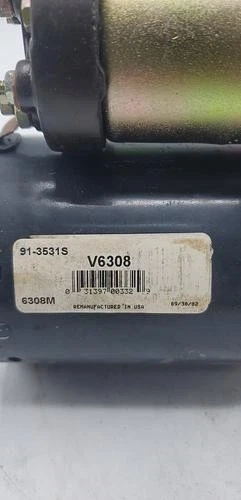 91-3531S
V6308
6308M
0 31397 00332 9
REMANUFACTURED IN USA
09/30/02